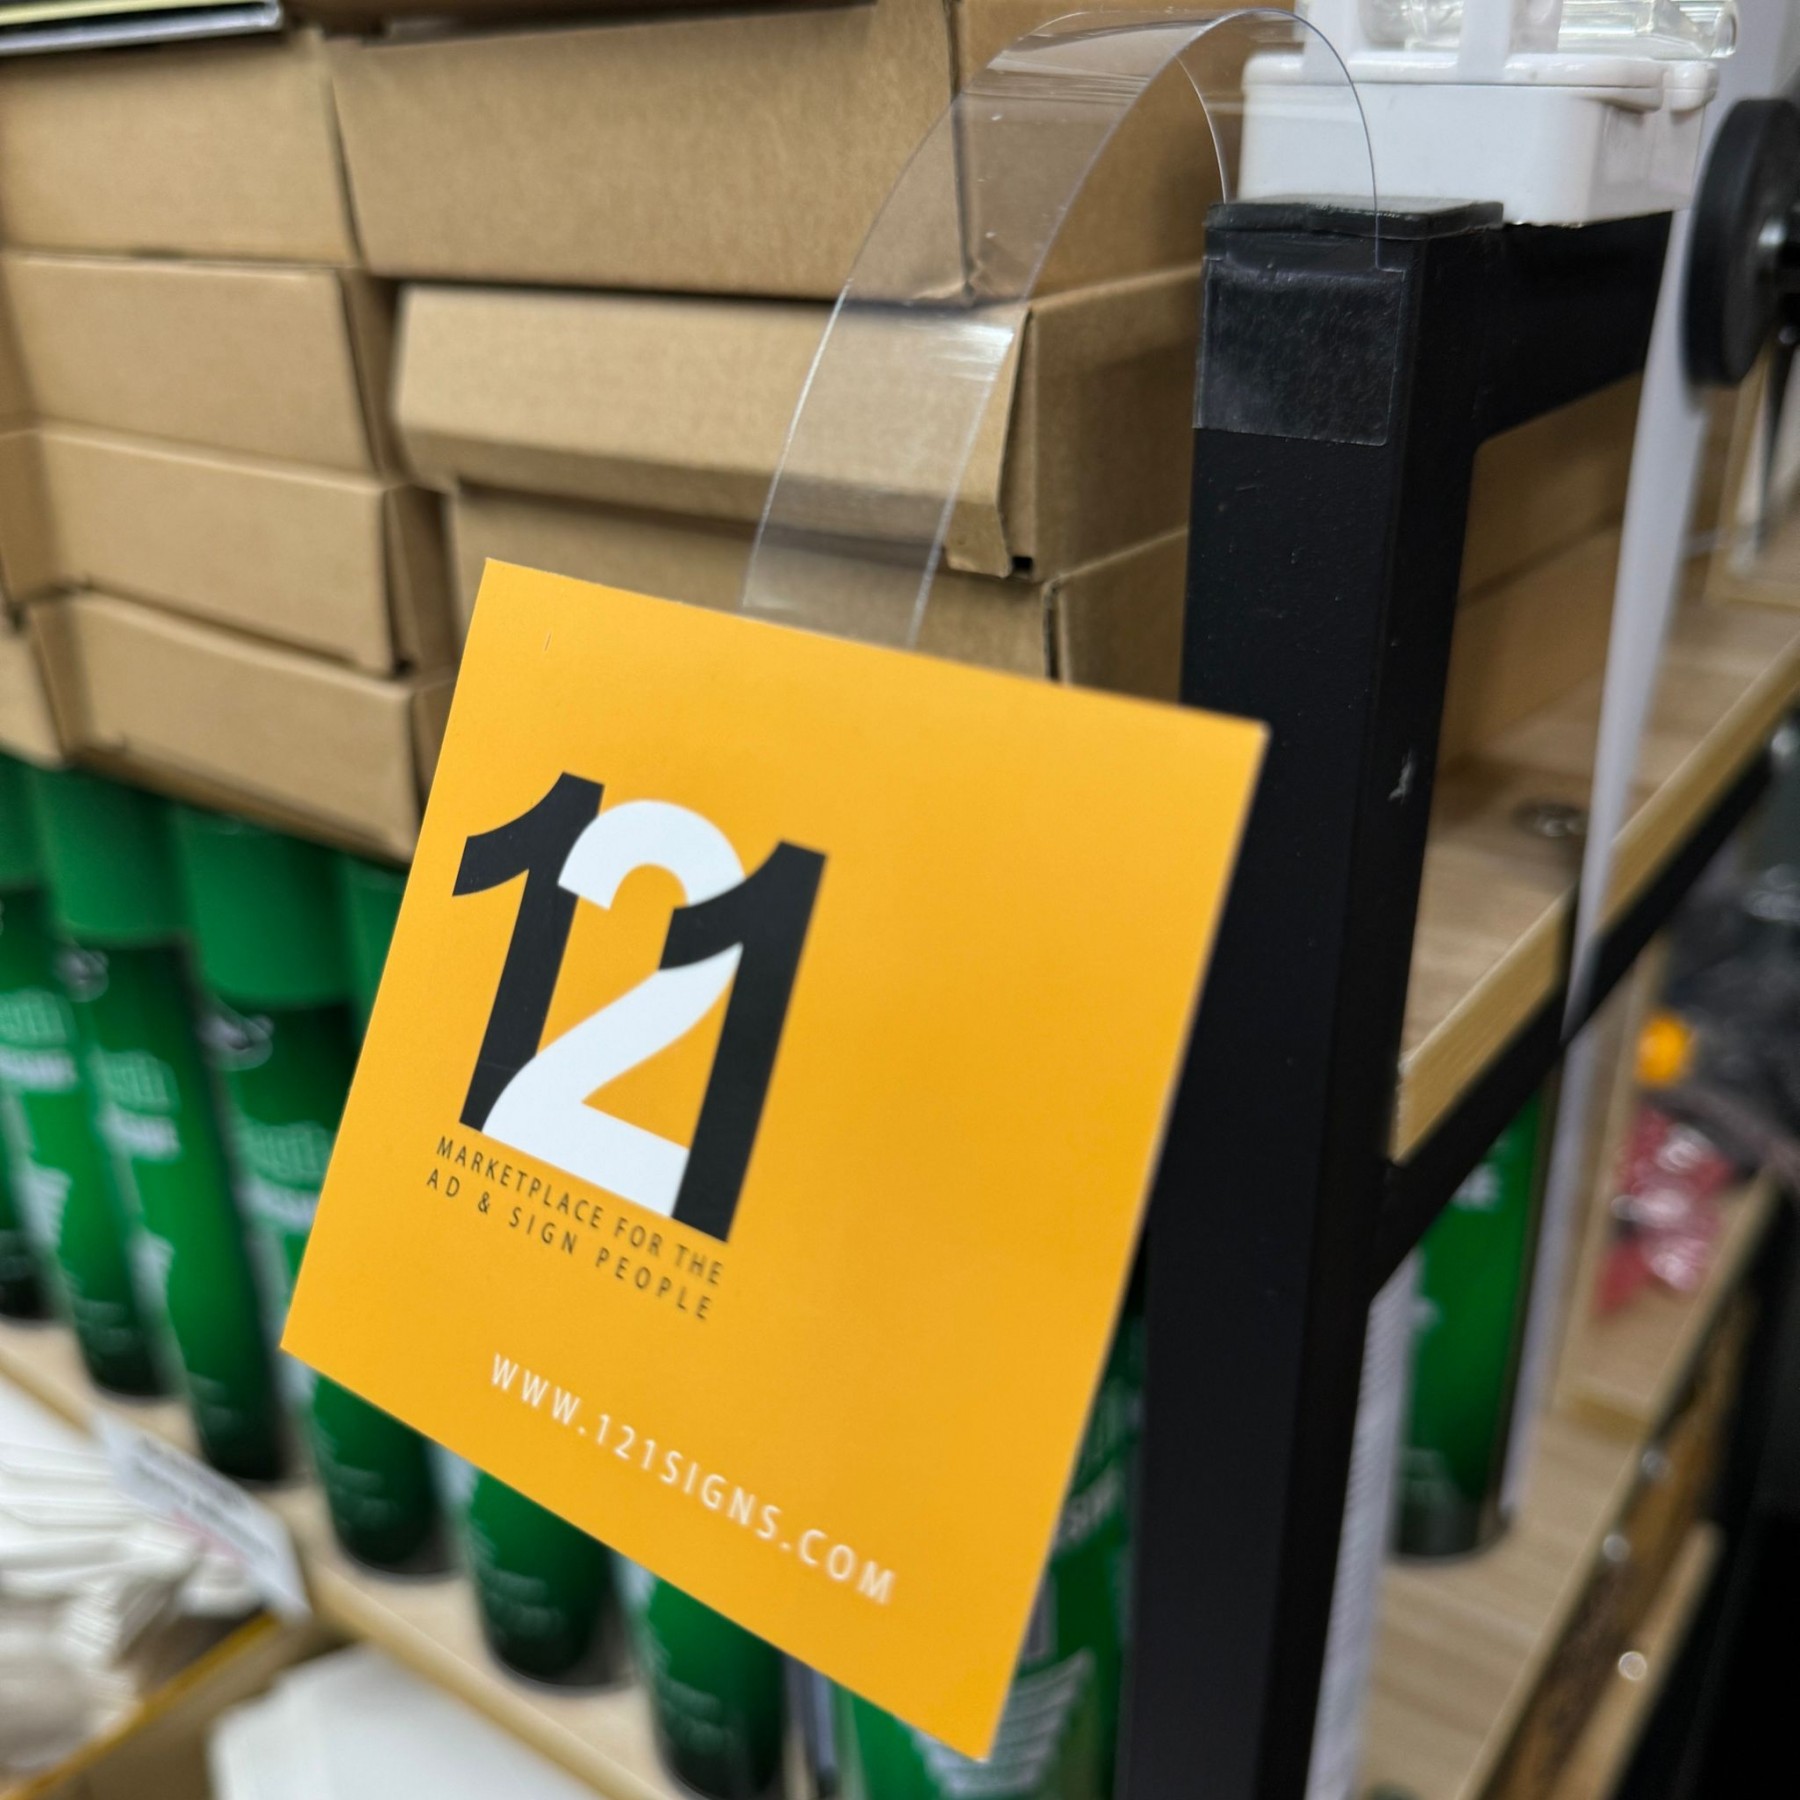 121
MARKETPLACE FOR THE
AD & SIGN PEOPLE
WWW.121SIGNS.COM